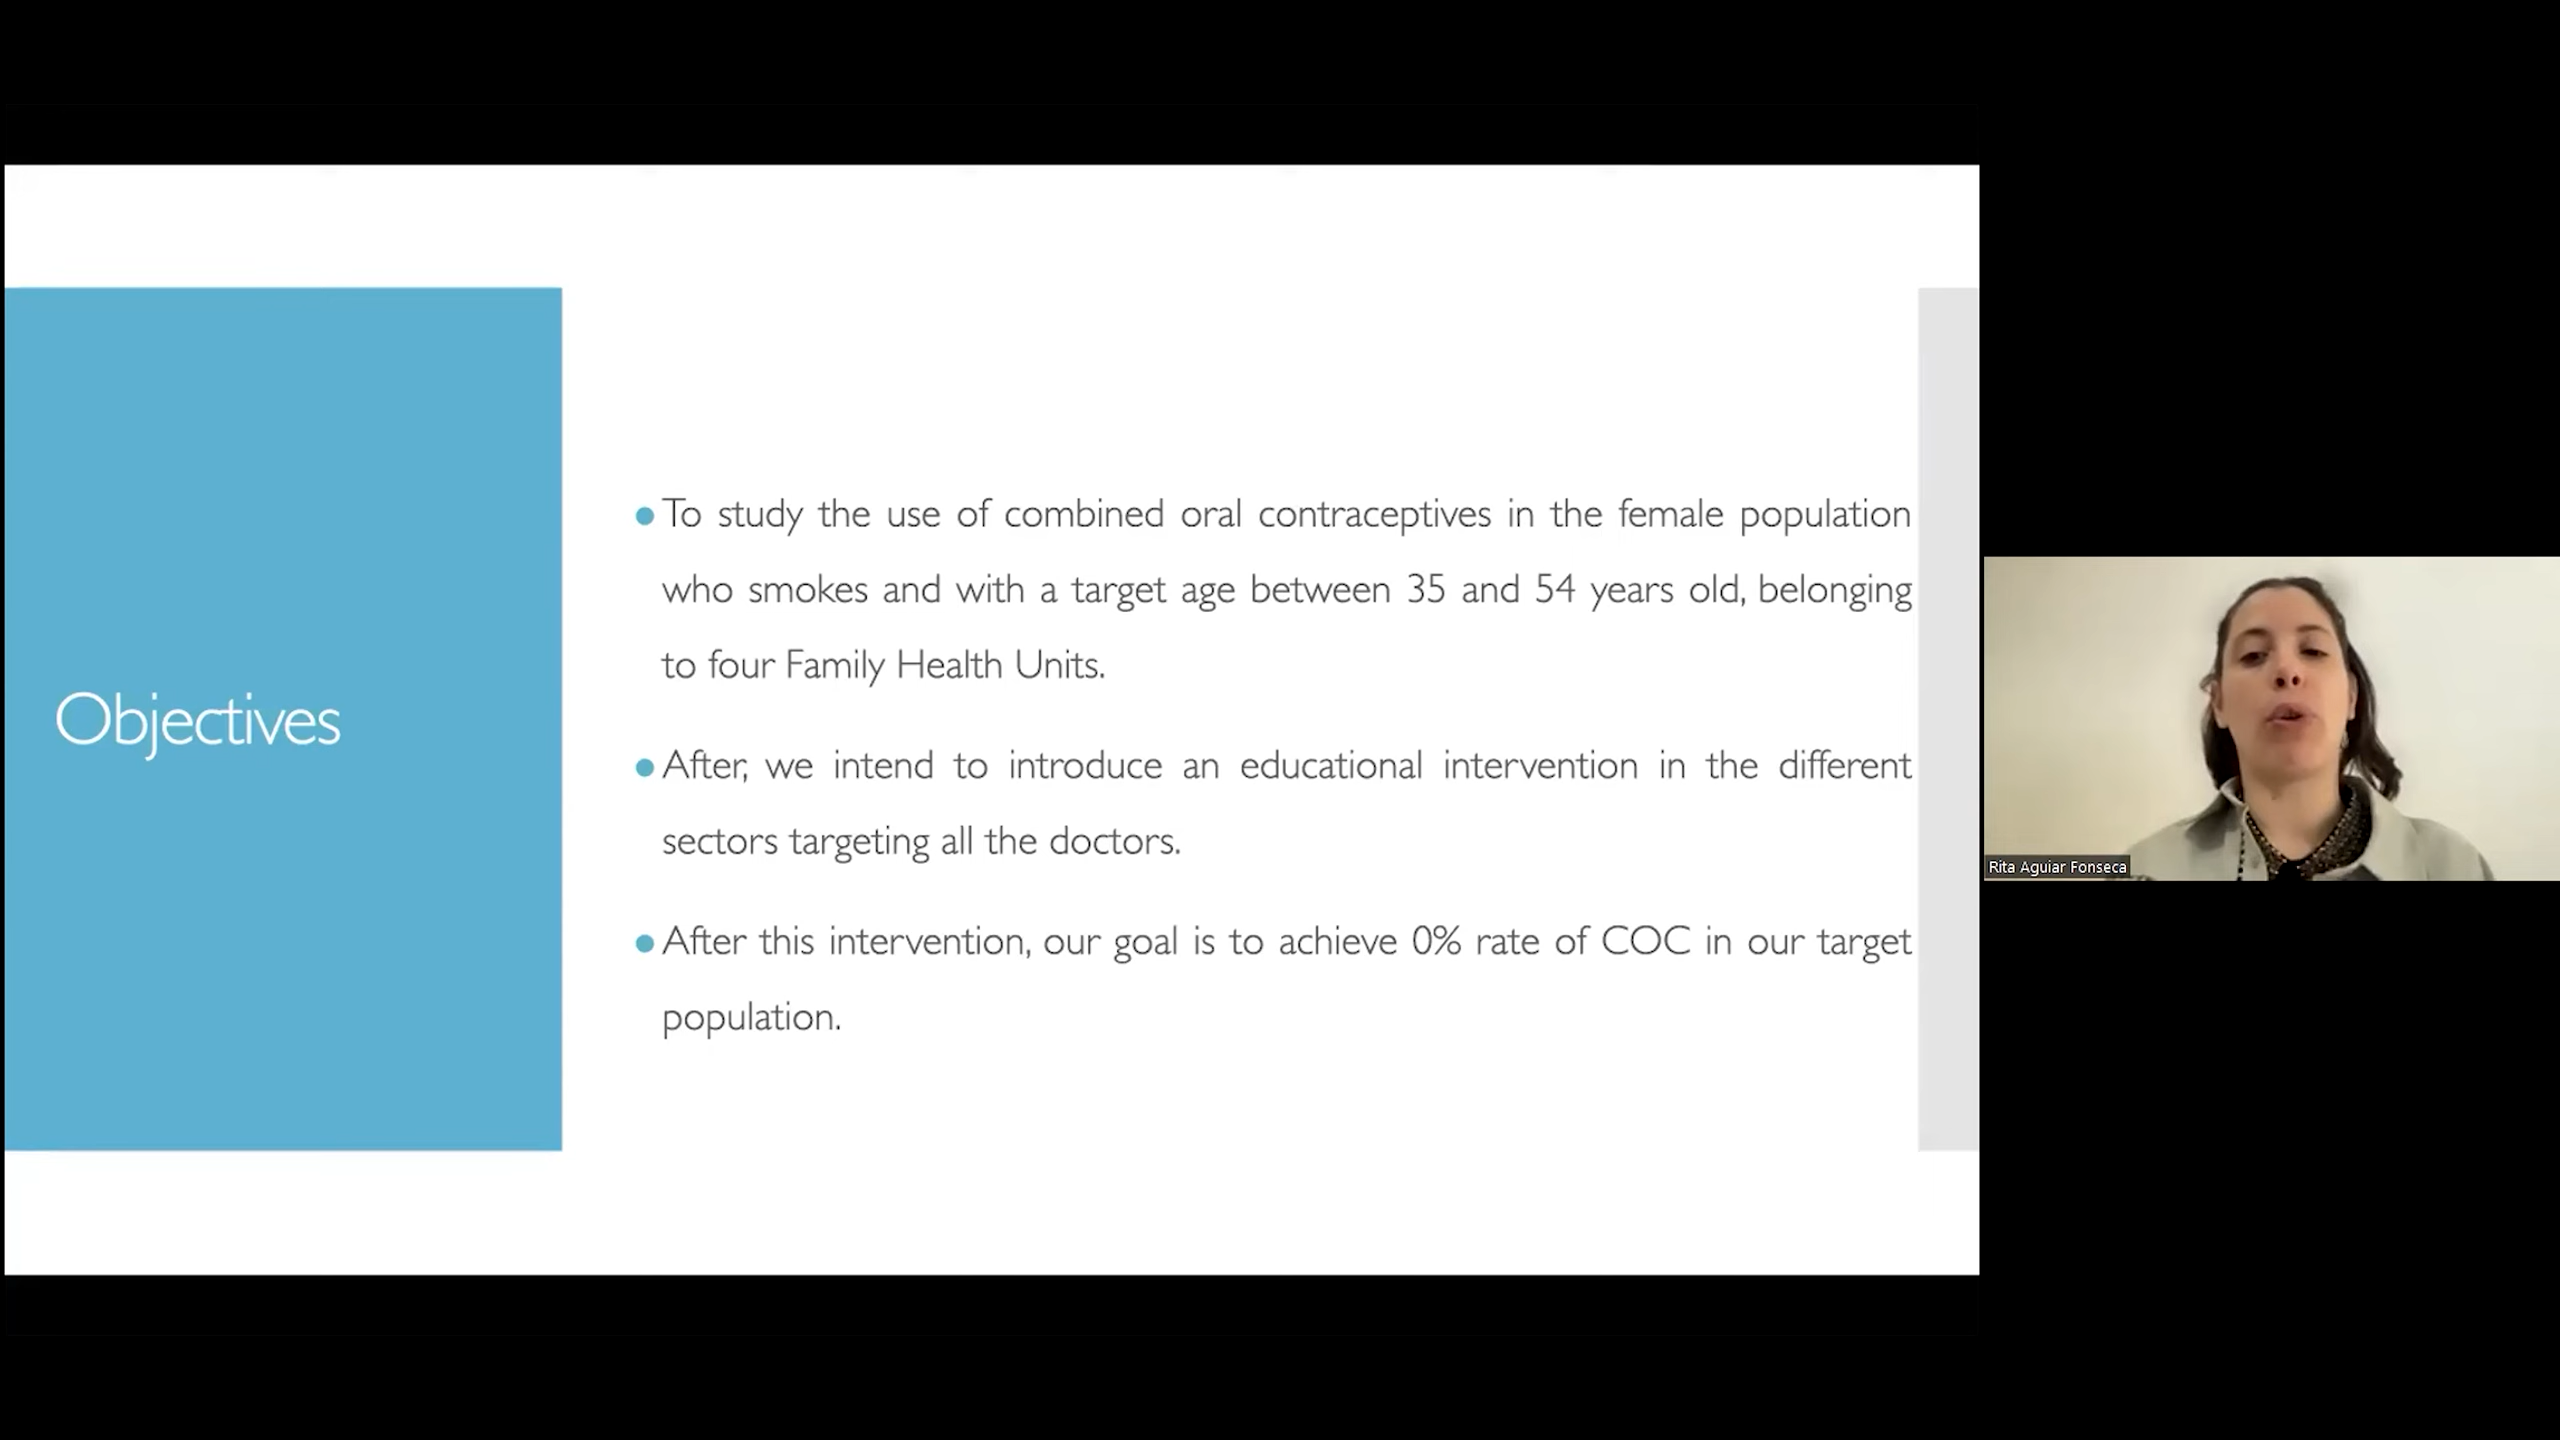 Objectives
To study the use of combined oral contraceptives in the female population
who smokes and with a target age between 35 and 54 years old, belonging
to four Family Health Units.
After, we intend to introduce an educational intervention in the different
sectors targeting all the doctors.
After this intervention, our goal is to achieve 0% rate of COC in our target
population.
Rita Aguiar Fonseca